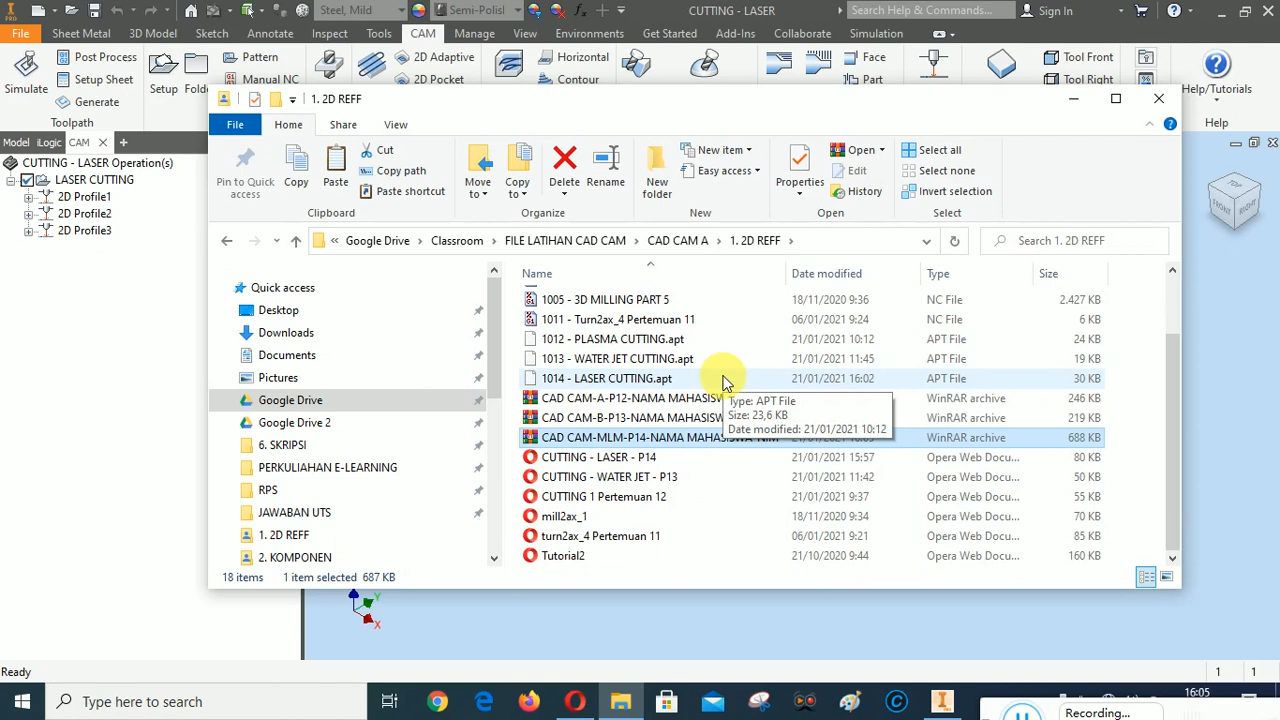 PRO
Steel, Mild
Semi-Polisl
CUTTING - LASER
Search Help & Commands...
Sign In
File
Sheet Metal
3D Model
Sketch
Annotate
Inspect
Tools
CAM
Manage
View
Environments
Get Started
Add-Ins
Collaborate
Simulation
Simulate
Post Process
Setup Sheet
Generate
Toolpath
Setup
Folde
Pattern
Manual NC
2D Adaptive
2D Pocket
Horizontal
Contour
Face
Part
Tool Front
Tool Right
Help/Tutorials
Help
Model
iLogic
CAM
CUTTING - LASER Operation(s)
LASER CUTTING
2D Profile1
2D Profile2
2D Profile3
1. 2D REFF
File
Home
Share
View
Pin to Quick access
Copy
Paste
Cut
Copy path
Paste shortcut
Clipboard
Move to
Copy to
Delete
Rename
Organize
New folder
New item
Easy access
New
Properties
Open
Edit
History
Open
Select all
Select none
Invert selection
Select
Google Drive
Classroom
FILE LATIHAN CAD CAM
CAD CAM A
1. 2D REFF
Search 1. 2D REFF
Quick access
Desktop
Downloads
Documents
Pictures
Google Drive
Google Drive 2
6. SKRIPSI
PERKULIAHAN E-LEARNING
RPS
JAWABAN UTS
1. 2D REFF
2. KOMPONEN
Name Date modified Type Size
1005 - 3D MILLING PART 5 18/11/2020 9:36 NC File 2.427 KB
1011 - Turn2ax_4 Pertemuan 11 06/01/2021 9:24 NC File 6 KB
1012 - PLASMA CUTTING.apt 21/01/2021 10:12 APT File 24 KB
1013 - WATER JET CUTTING.apt 21/01/2021 11:45 APT File 19 KB
1014 - LASER CUTTING.apt 21/01/2021 16:02 APT File 30 KB
CAD CAM-A-P12-NAMA MAHASISW WinRAR archive
CAD CAM-B-P13-NAMA MAHASISW WinRAR archive 219 KB
CAD CAM-MLM-P14-NAMA WinRAR archive 688 KB
CUTTING - LASER - P14 21/01/2021 15:57 Opera Web Docu... 80 KB
CUTTING - WATER JET - P13 21/01/2021 11:42 Opera Web Docu... 50 KB
CUTTING 1 Pertemuan 12 21/01/2021 9:37 Opera Web Docu... 55 KB
mill2ax_1 18/11/2020 9:34 Opera Web Docu... 70 KB
turn2ax_4 Pertemuan 11 06/01/2021 9:21 Opera Web Docu... 85 KB
Tutorial2 21/10/2020 9:44 Opera Web Docu... 160 KB
Type: APT File
Size: 23,6 KB
Date modified: 21/01/2021 10:12
18 items
1 item selected 687 KB
TOP
FRONT
RIGHT
Y
X
Ready
1
1
Type here to search
16:05
Recording...